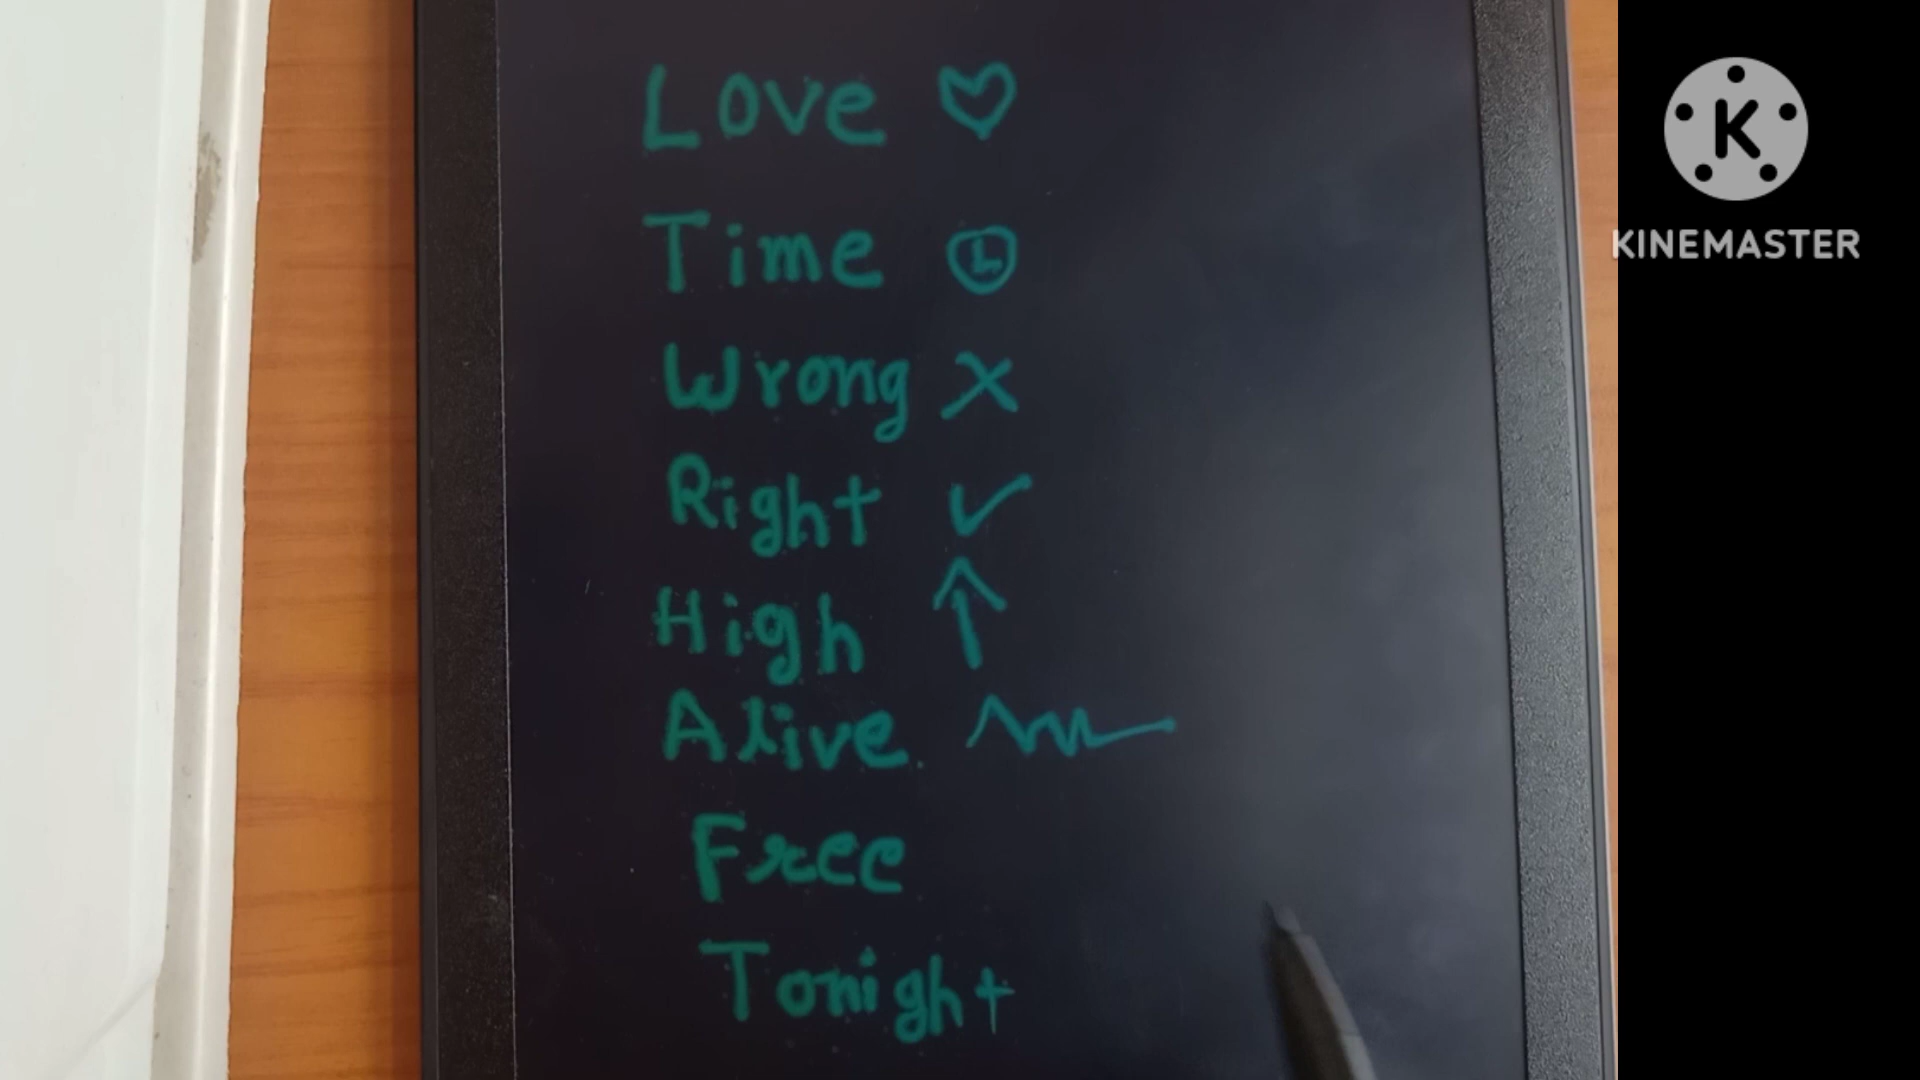 Love ♡
Time
Wrong X
Right ✓
High ↑
Alive.
Free
Tonight
K
KINEMASTER